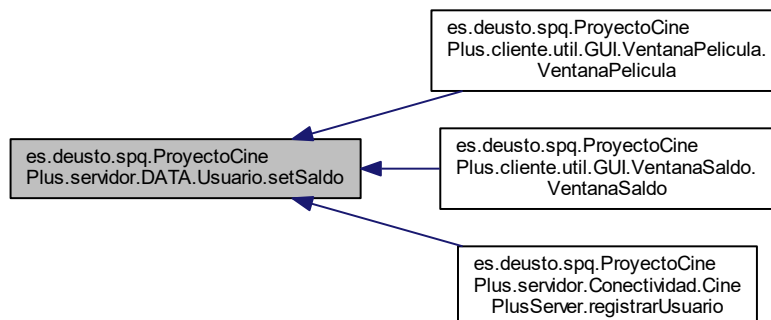 es.deusto.spq.ProyectoCine
Plus.servidor.DATA.Usuario.setSaldo
es.deusto.spq.ProyectoCine
Plus.cliente.util.GUI.VentanaPelicula.
VentanaPelicula
es.deusto.spq.ProyectoCine
Plus.cliente.util.GUI.VentanaSaldo.
VentanaSaldo
es.deusto.spq.ProyectoCine
Plus.servidor.Conectividad.Cine
PlusServer.registrarUsuario